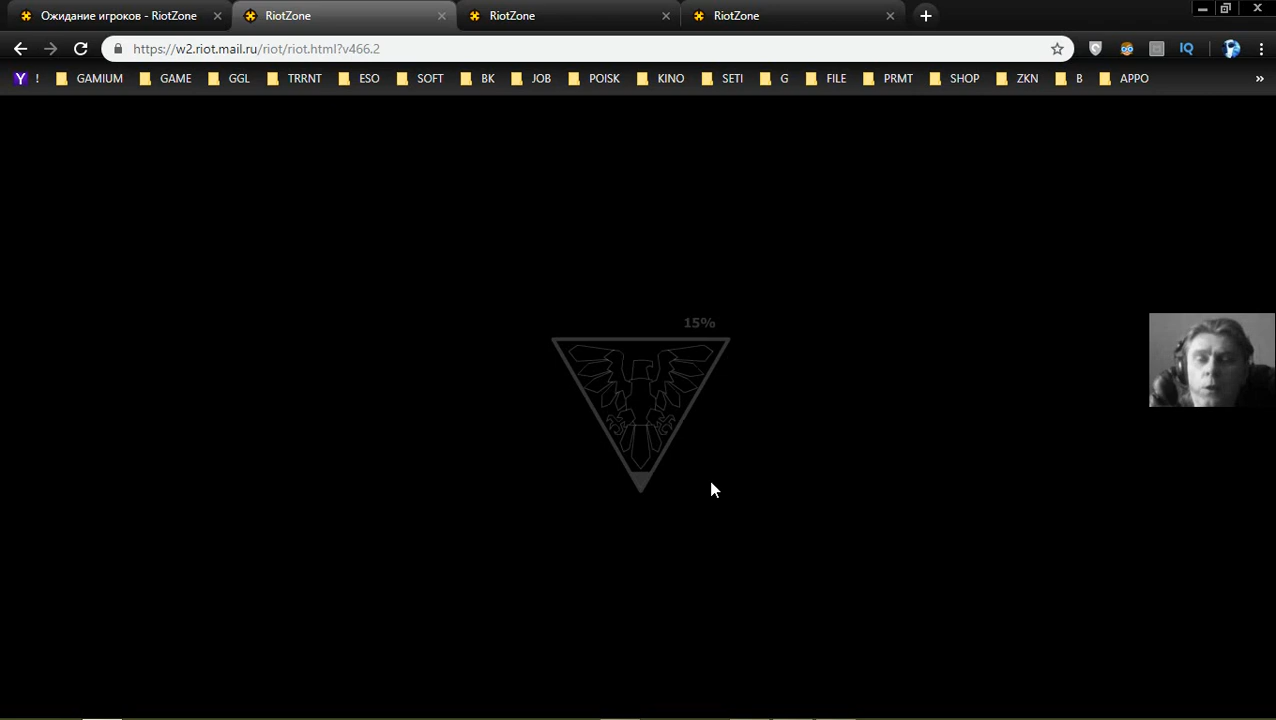 Ожидание игроков - RiotZone RiotZone RiotZone RiotZone
https://w2.riot.mail.ru/riot/riot.html?v466.2 IQ
Y ! GAMIUM GAME GGL TRRNT ESO SOFT BK JOB POISK KINO SETI G FILE PRMT SHOP ZKN B APPO »
15%